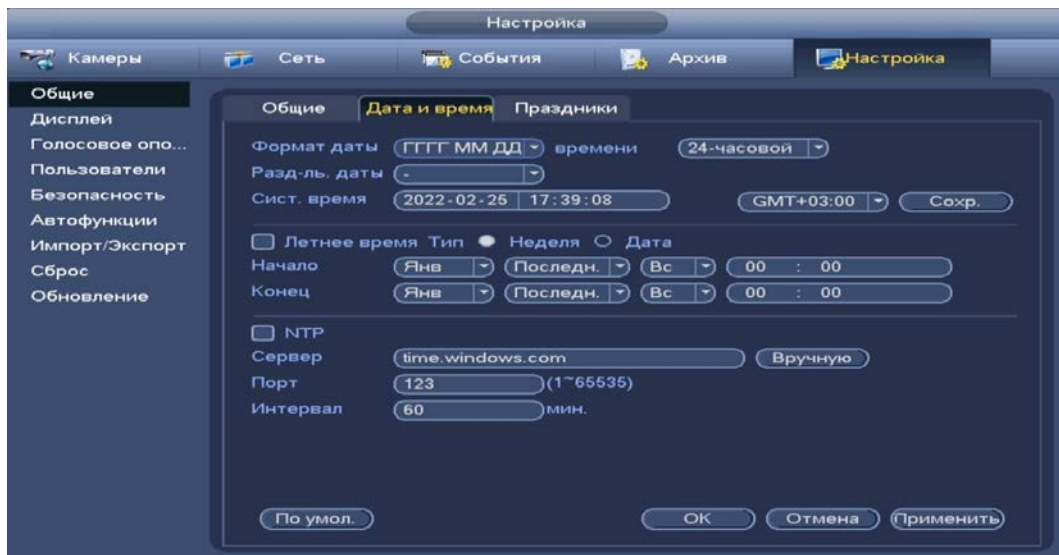 Настройка
Камеры Сеть События Архив Настройка
Общие
Дисплей
Голосовое опо...
Пользователи
Безопасность
Автофункции
Импорт/Экспорт
Сброс
Обновление
Общие Дата и время Праздники
Формат даты ГГГГ ММ ДД времени 24-часовой
Разд-ль. даты -
Сист. время 2022-02-25 17:39:08 GMT+03:00 Сохр.
Летнее время Тип Неделя Дата
Начало Янв Последн. Вс 00 : 00
Конец Янв Последн. Вс 00 : 00
NTP
Сервер time.windows.com Вручную
Порт 123 (1~65535)
Интервал 60 мин.
По умол. OK Отмена Применить